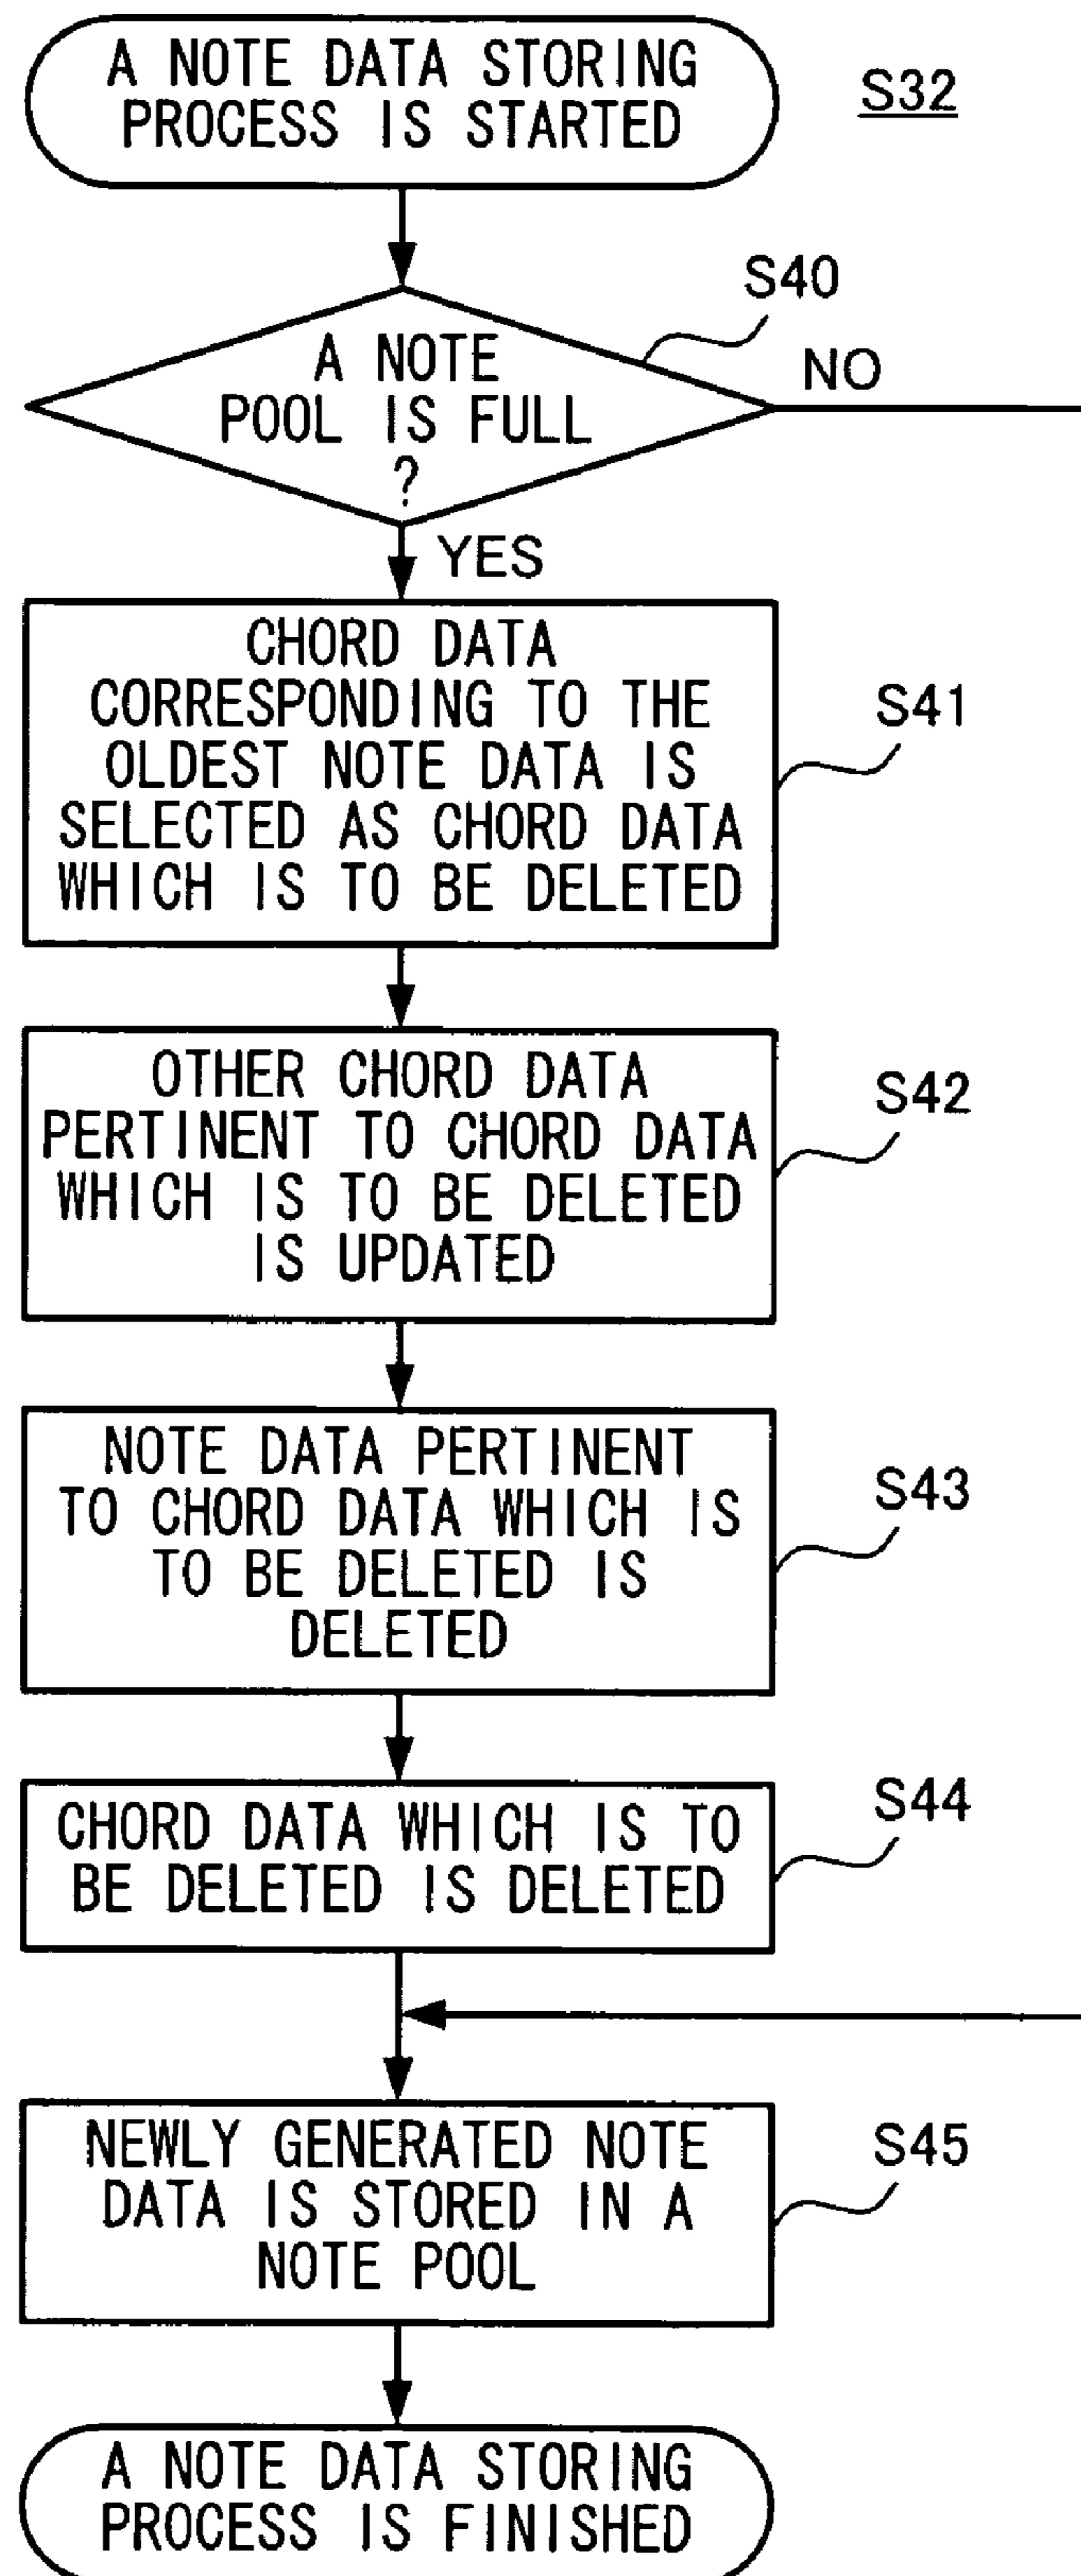 A NOTE DATA STORING
PROCESS IS STARTED
S32
S40
A NOTE
POOL IS FULL
?
NO
YES
CHORD DATA
CORRESPONDING TO THE
OLDEST NOTE DATA IS
SELECTED AS CHORD DATA
WHICH IS TO BE DELETED
S41
OTHER CHORD DATA
PERTINENT TO CHORD DATA
WHICH IS TO BE DELETED
IS UPDATED
S42
NOTE DATA PERTINENT
TO CHORD DATA WHICH IS
TO BE DELETED IS
DELETED
S43
CHORD DATA WHICH IS TO
BE DELETED IS DELETED
S44
NEWLY GENERATED NOTE
DATA IS STORED IN A
NOTE POOL
S45
A NOTE DATA STORING
PROCESS IS FINISHED